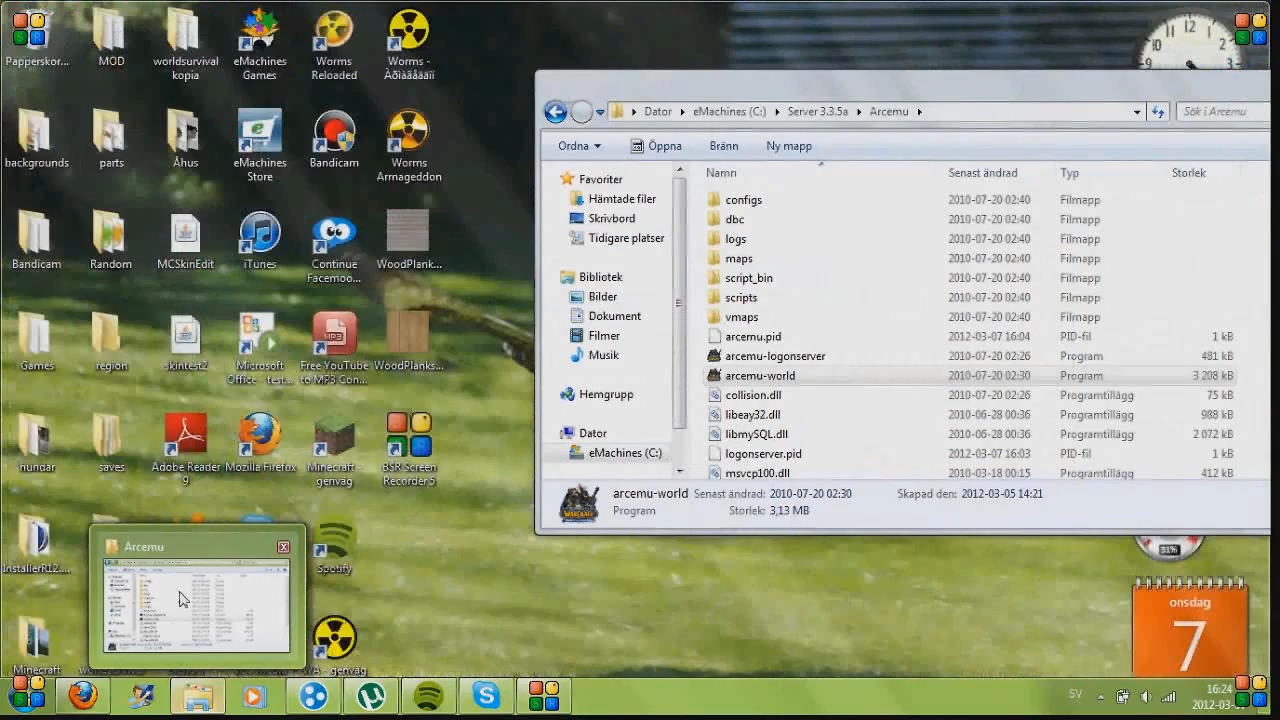 Papperskor...
MOD
worldsurvival kopia
eMachines Games
Worms Reloaded
Worms - Àðìàãåääîí
backgrounds
parts
Åhus
eMachines Store
Bandicam
Worms Armageddon
Bandicam
Random
MCSkinEdit
iTunes
Continue Facemoo...
WoodPlank...
Games
region
skintest2
Microsoft Office - test...
Free YouTube to MP3 Con...
WoodPlanks...
hundar
saves
Adobe Reader 9
Mozilla Firefox
Minecraft - genväg
BSR Screen Recorder 5
InstallerR12....
Spotify
Minecraft
genväg
Arcemu
Dator
eMachines (C:)
Server 3.3.5a
Arcemu
Sök i Arcemu
Ordna
Öppna
Bränn
Ny mapp
Favoriter
Hämtade filer
Skrivbord
Tidigare platser
Bibliotek
Bilder
Dokument
Filmer
Musik
Hemgrupp
Dator
eMachines (C:)
Namn Senast ändrad Typ Storlek
configs 2010-07-20 02:40 Filmapp
dbc 2010-07-20 02:40 Filmapp
logs 2010-07-20 02:40 Filmapp
maps 2010-07-20 02:40 Filmapp
script_bin 2010-07-20 02:40 Filmapp
scripts 2010-07-20 02:40 Filmapp
vmaps 2010-07-20 02:40 Filmapp
arcemu.pid 2012-03-07 16:04 PID-fil 1 kB
arcemu-logonserver 2010-07-20 02:26 Program 481 kB
arcemu-world 2010-07-20 02:30 Program 3 208 kB
collision.dll 2010-07-20 02:26 Programtillägg 75 kB
libeay32.dll 2010-06-28 00:36 Programtillägg 988 kB
libmySQL.dll 2010-06-28 00:36 Programtillägg 2 072 kB
logonserver.pid 2012-03-07 16:03 PID-fil 1 kB
msvcp100.dll 2010-03-18 00:15 Programtillägg 412 kB
arcemu-world Senast ändrad: 2010-07-20 02:30 Skapad den: 2012-03-05 14:21
Program Storlek: 3,13 MB
12
10
2
9
3
31%
onsdag
7
SV
16:24
2012-03-